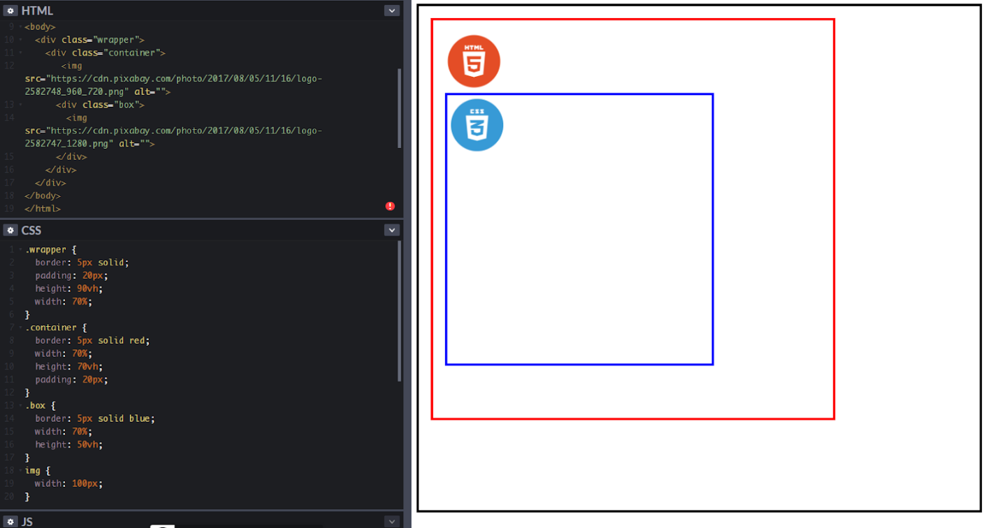 HTML
9 <body>
10 <div class="wrapper">
11 <div class="container">
12 <img
src="https://cdn.pixabay.com/photo/2017/08/05/11/16/logo-
2582748_960_720.png" alt="">
13 <div class="box">
14 <img
src="https://cdn.pixabay.com/photo/2017/08/05/11/16/logo-
2582747_1280.png" alt="">
15 </div>
16 </div>
17 </div>
18 </body>
19 </html>
CSS
1 .wrapper {
2 border: 5px solid;
3 padding: 20px;
4 height: 90vh;
5 width: 70%;
6 }
7 .container {
8 border: 5px solid red;
9 width: 70%;
10 height: 70vh;
11 padding: 20px;
12 }
13 .box {
14 border: 5px solid blue;
15 width: 70%;
16 height: 50vh;
17 }
18 img {
19 width: 100px;
20 }
JS
HTML
5
CSS
3